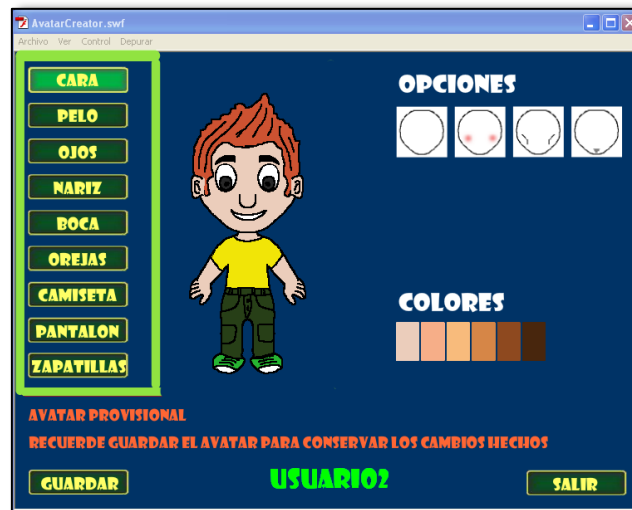 AvatarCreator.swf
Archivo Ver Control Depurar
CARA
PELO
OJOS
NARIZ
BOCA
OREJAS
CAMISETA
PANTALON
ZAPATILLAS
OPCIONES
COLORES
AVATAR PROVISIONAL
RECUERDE GUARDAR EL AVATAR PARA CONSERVAR LOS CAMBIOS HECHOS
GUARDAR
USUARIO2
SALIR